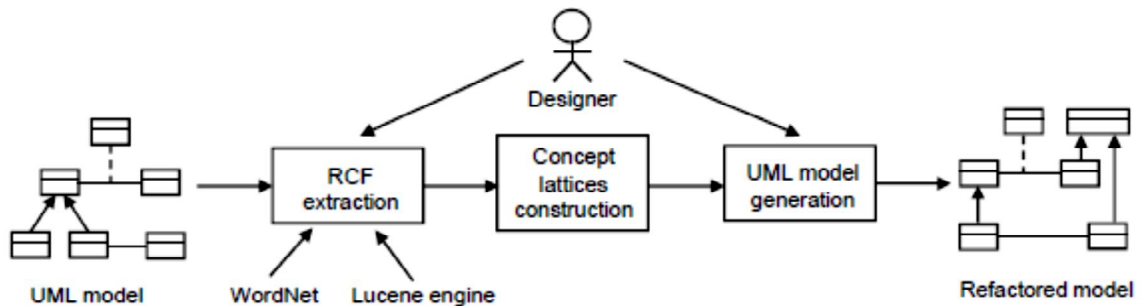 Designer
RCF
extraction
Concept
lattices
construction
UML model
generation
UML model
WordNet
Lucene engine
Refactored model